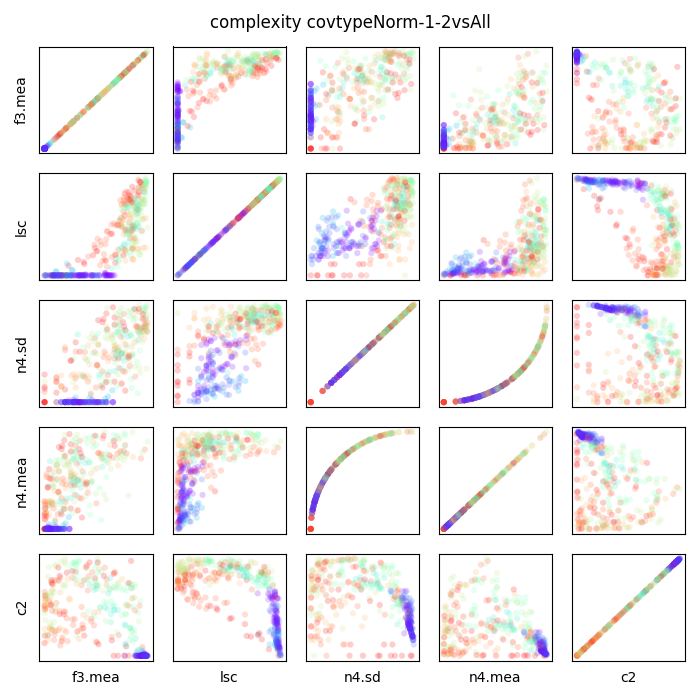 complexity covtypeNorm-1-2vsAll
f3.mea
lsc
n4.sd
n4.mea
c2
f3.mea
lsc
n4.sd
n4.mea
c2